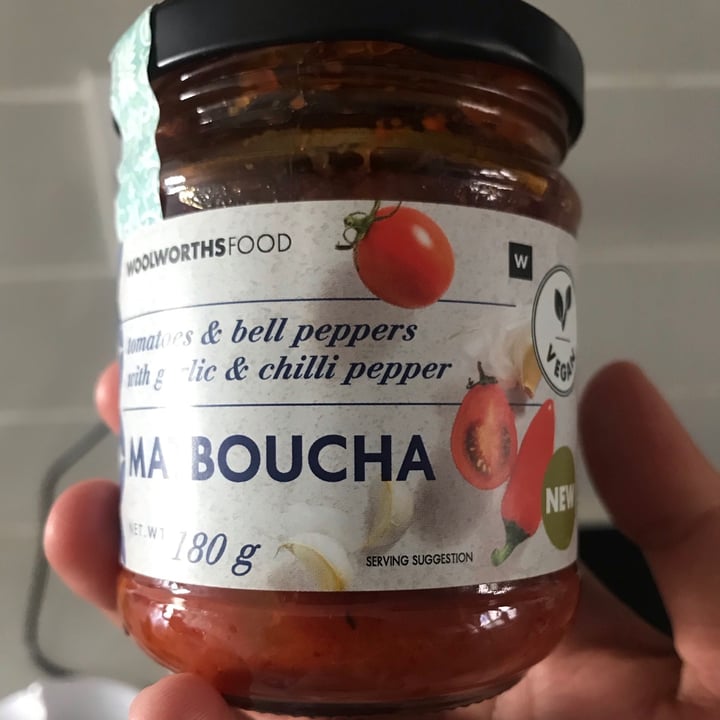 WOOLWORTHSFOOD
W
tomatoes & bell peppers
with garlic & chilli pepper
MATBOUCHA
VEGAN
NEW
NET.WT 180 g
SERVING SUGGESTION